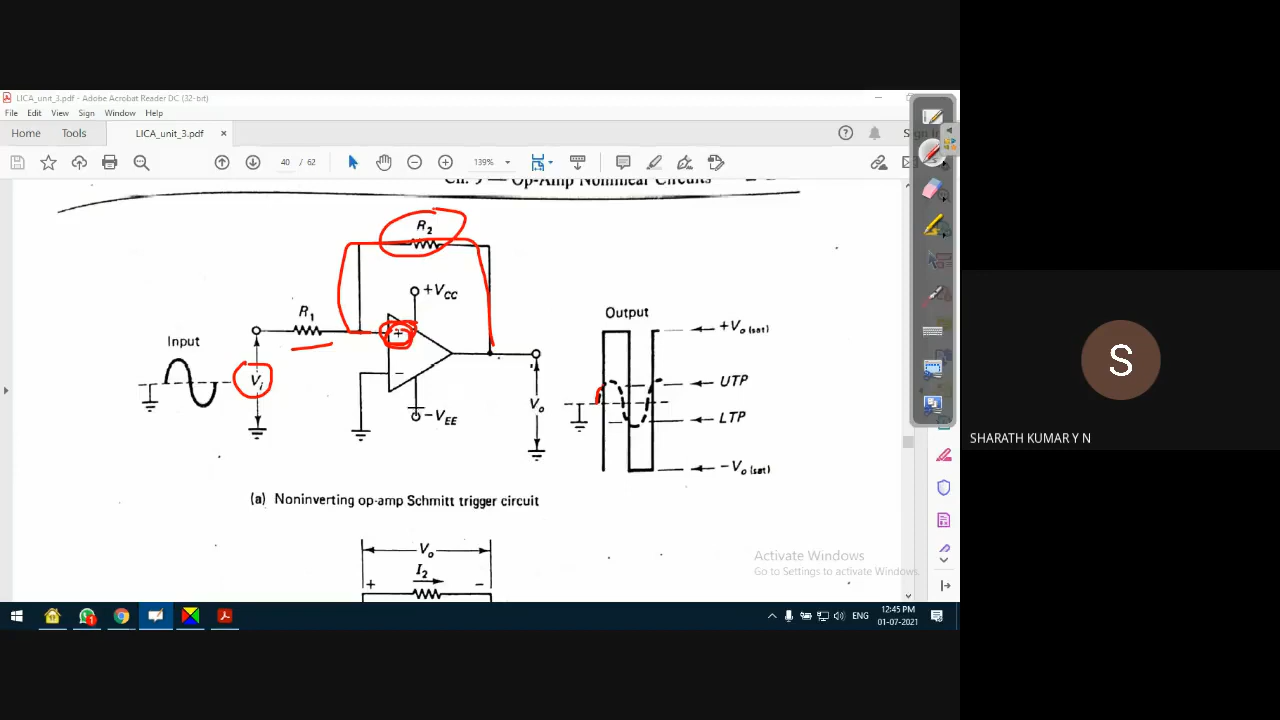 LICA_unit_3.pdf - Adobe Acrobat Reader DC (32-bit)
File Edit View Sign Window Help
Home Tools LICA_unit_3.pdf ×
40 / 62 139%
Op-Amp Nonlinear Circuits
R2
+VCC
R1
Output
+Vo(sat)
Input
+
Vi
UTP
−
Vo
LTP
−VEE
−Vo(sat)
(a) Noninverting op-amp Schmitt trigger circuit
Vo
I2
+ −
Activate Windows
Go to Settings to activate Windows.
S
SHARATH KUMAR Y N
1
ENG
12:45 PM
01-07-2021